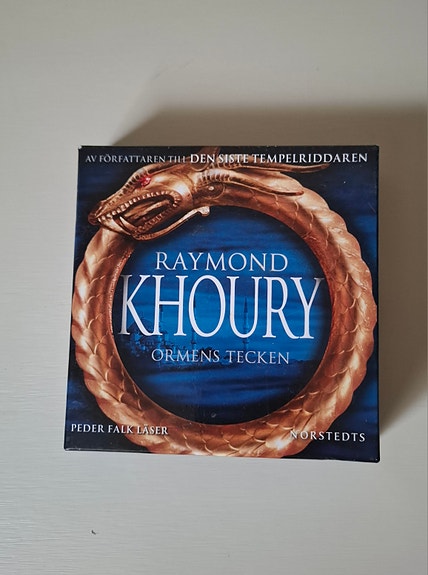 AV FÖRFATTAREN TILL DEN SISTE TEMPELRIDDAREN
RAYMOND
KHOURY
ORMENS TECKEN
PEDER FALK LÄSER
NORSTEDTS